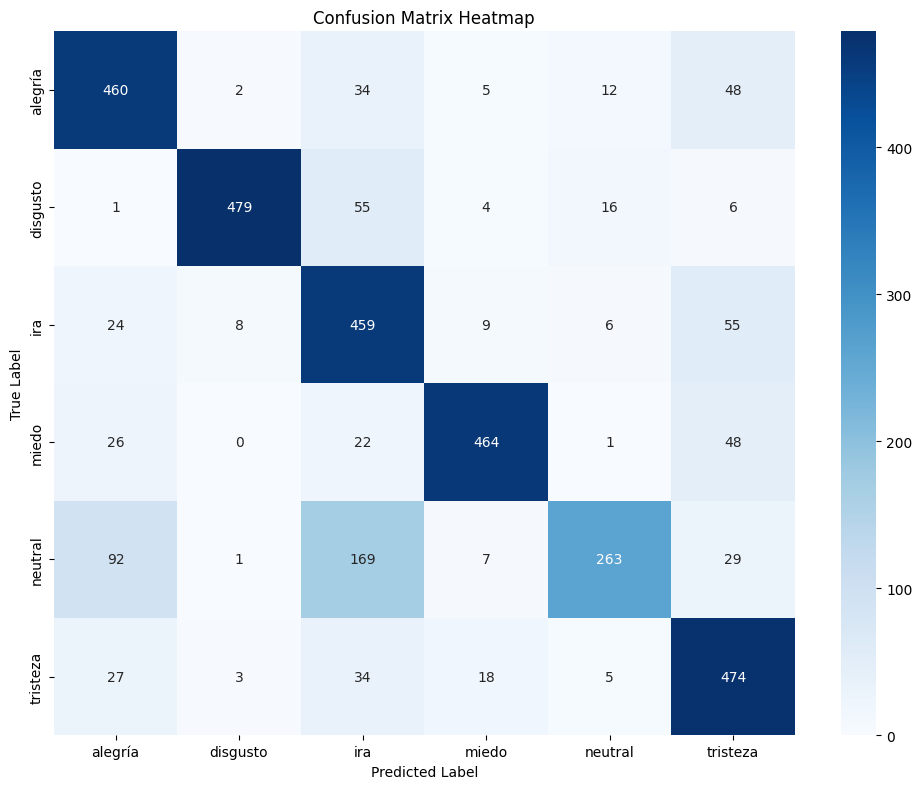 Confusion Matrix Heatmap
True Label
alegría 460 2 34 5 12 48
disgusto 1 479 55 4 16 6
ira 24 8 459 9 6 55
miedo 26 0 22 464 1 48
neutral 92 1 169 7 263 29
tristeza 27 3 34 18 5 474
alegría disgusto ira miedo neutral tristeza
Predicted Label
400
300
200
100
0